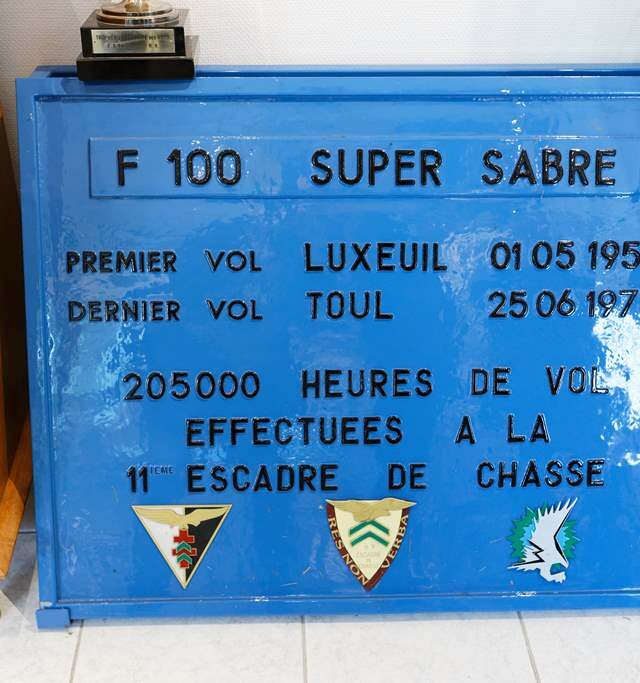 F 100 SUPER SABRE
PREMIER VOL LUXEUIL 01 05 195
DERNIER VOL TOUL 25 06 197
205000 HEURES DE VOL
EFFECTUEES A LA
11IEME ESCADRE DE CHASSE
RES NON VERBA